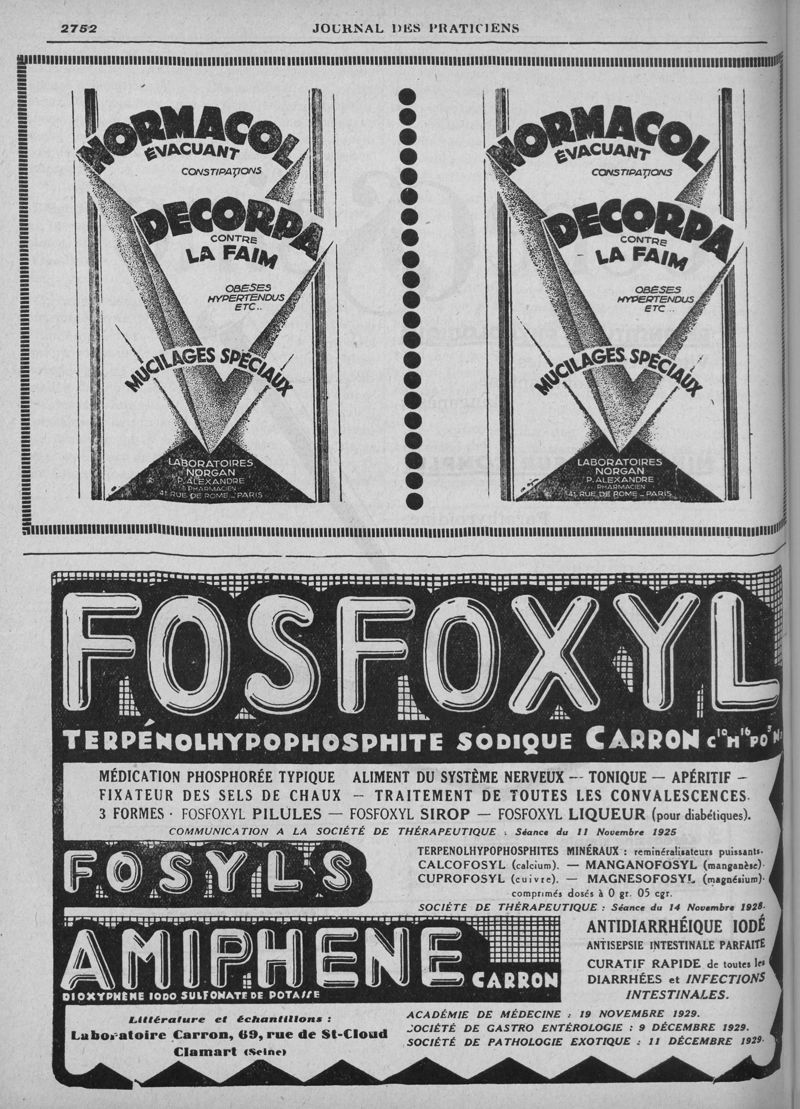 2752
JOURNAL DES PRATICIENS
NORMACOL
ÉVACUANT
CONSTIPATIONS
DECORPA
CONTRE
LA FAIM
OBÈSES
HYPERTENDUS
ETC...
MUCILAGES SPÉCIAUX
LABORATOIRES
NORGAN
P. ALEXANDRE
PHARMACIEN
41 RUE DE ROME _ PARIS
NORMACOL
ÉVACUANT
CONSTIPATIONS
DECORPA
CONTRE
LA FAIM
OBÈSES
HYPERTENDUS
ETC...
MUCILAGES SPÉCIAUX
LABORATOIRES
NORGAN
P. ALEXANDRE
PHARMACIEN
41 RUE DE ROME _ PARIS
FOSFOXYL
TERPÉNOLHYPOPHOSPHITE SODIQUE CARRON
MÉDICATION PHOSPHORÉE TYPIQUE ALIMENT DU SYSTÈME NERVEUX -- TONIQUE — APÉRITIF –
FIXATEUR DES SELS DE CHAUX — TRAITEMENT DE TOUTES LES CONVALESCENCES.
3 FORMES · FOSFOXYL PILULES — FOSFOXYL SIROP — FOSFOXYL LIQUEUR (pour diabétiques).
COMMUNICATION A LA SOCIÉTÉ DE THÉRAPEUTIQUE : Séance du 11 Novembre 1925
FOSYLS
TERPENOLHYPOPHOSPHITES MINÉRAUX : reminéralisateurs puissants.
CALCOFOSYL (calcium). — MANGANOFOSYL (manganèse).
CUPROFOSYL (cuivre). — MAGNESOFOSYL (magnésium).
comprimés dosés à 0 gr. 05 cgr.
SOCIÉTÉ DE THÉRAPEUTIQUE : Séance du 14 Novembre 1928.
AMIPHENE
CARRON
DIOXYPHÈNE IODO SULFONATE DE POTASSE
ANTIDIARRHÉIQUE IODÉ
ANTISEPSIE INTESTINALE PARFAITE
CURATIF RAPIDE de toutes les
DIARRHÉES et INFECTIONS
INTESTINALES.
Littérature et échantillons :
Laboratoire Carron, 69, rue de St-Cloud
Clamart (Seine)
ACADÉMIE DE MÉDECINE : 19 NOVEMBRE 1929.
SOCIÉTÉ DE GASTRO ENTÉROLOGIE : 9 DÉCEMBRE 1929.
SOCIÉTÉ DE PATHOLOGIE EXOTIQUE : 11 DÉCEMBRE 1929.